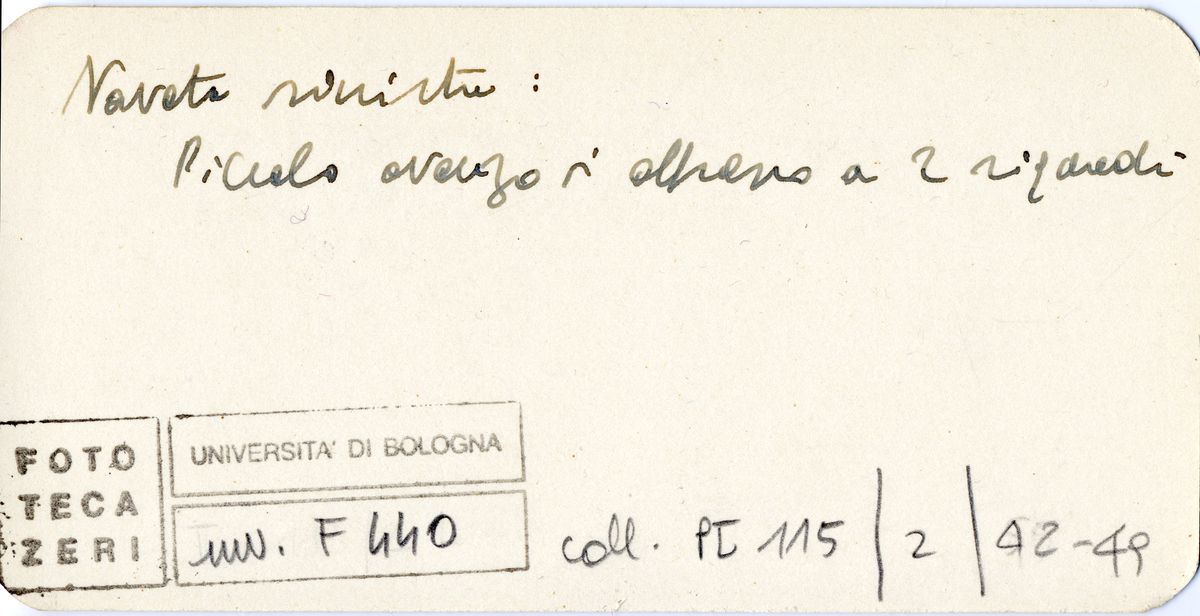 Navata sinistra :
Piccolo avanzo di affresco a 2 riquadri
FOTO
TECA
ZERI
UNIVERSITA' DI BOLOGNA
inv. F 440
coll. PI 115 / 2 / 42-49